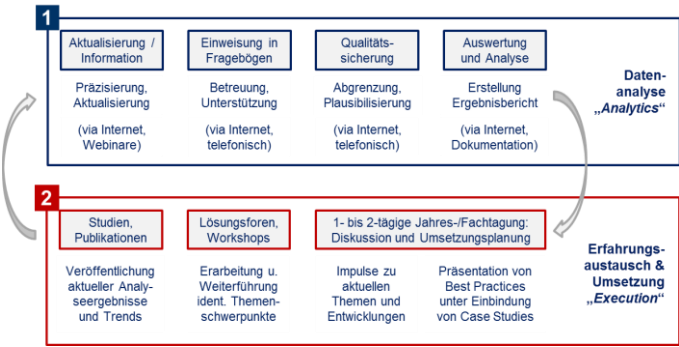 1
Aktualisierung /
Information
Präzisierung,
Aktualisierung
(via Internet,
Webinare)
Einweisung in
Fragebögen
Betreuung,
Unterstützung
(via Internet,
telefonisch)
Qualitäts-
sicherung
Abgrenzung,
Plausibilisierung
(via Internet,
telefonisch)
Auswertung
und Analyse
Erstellung
Ergebnisbericht
(via Internet,
Dokumentation)
Daten-
analyse
„Analytics“
2
Studien,
Publikationen
Veröffentlichung
aktueller Analy-
seergebnisse
und Trends
Lösungsforen,
Workshops
Erarbeitung u.
Weiterführung
ident. Themen-
schwerpunkte
1- bis 2-tägige Jahres-/Fachtagung:
Diskussion und Umsetzungsplanung
Impulse zu
aktuellen
Themen und
Entwicklungen
Präsentation von
Best Practices
unter Einbindung
von Case Studies
Erfahrungs-
austausch &
Umsetzung
„Execution“